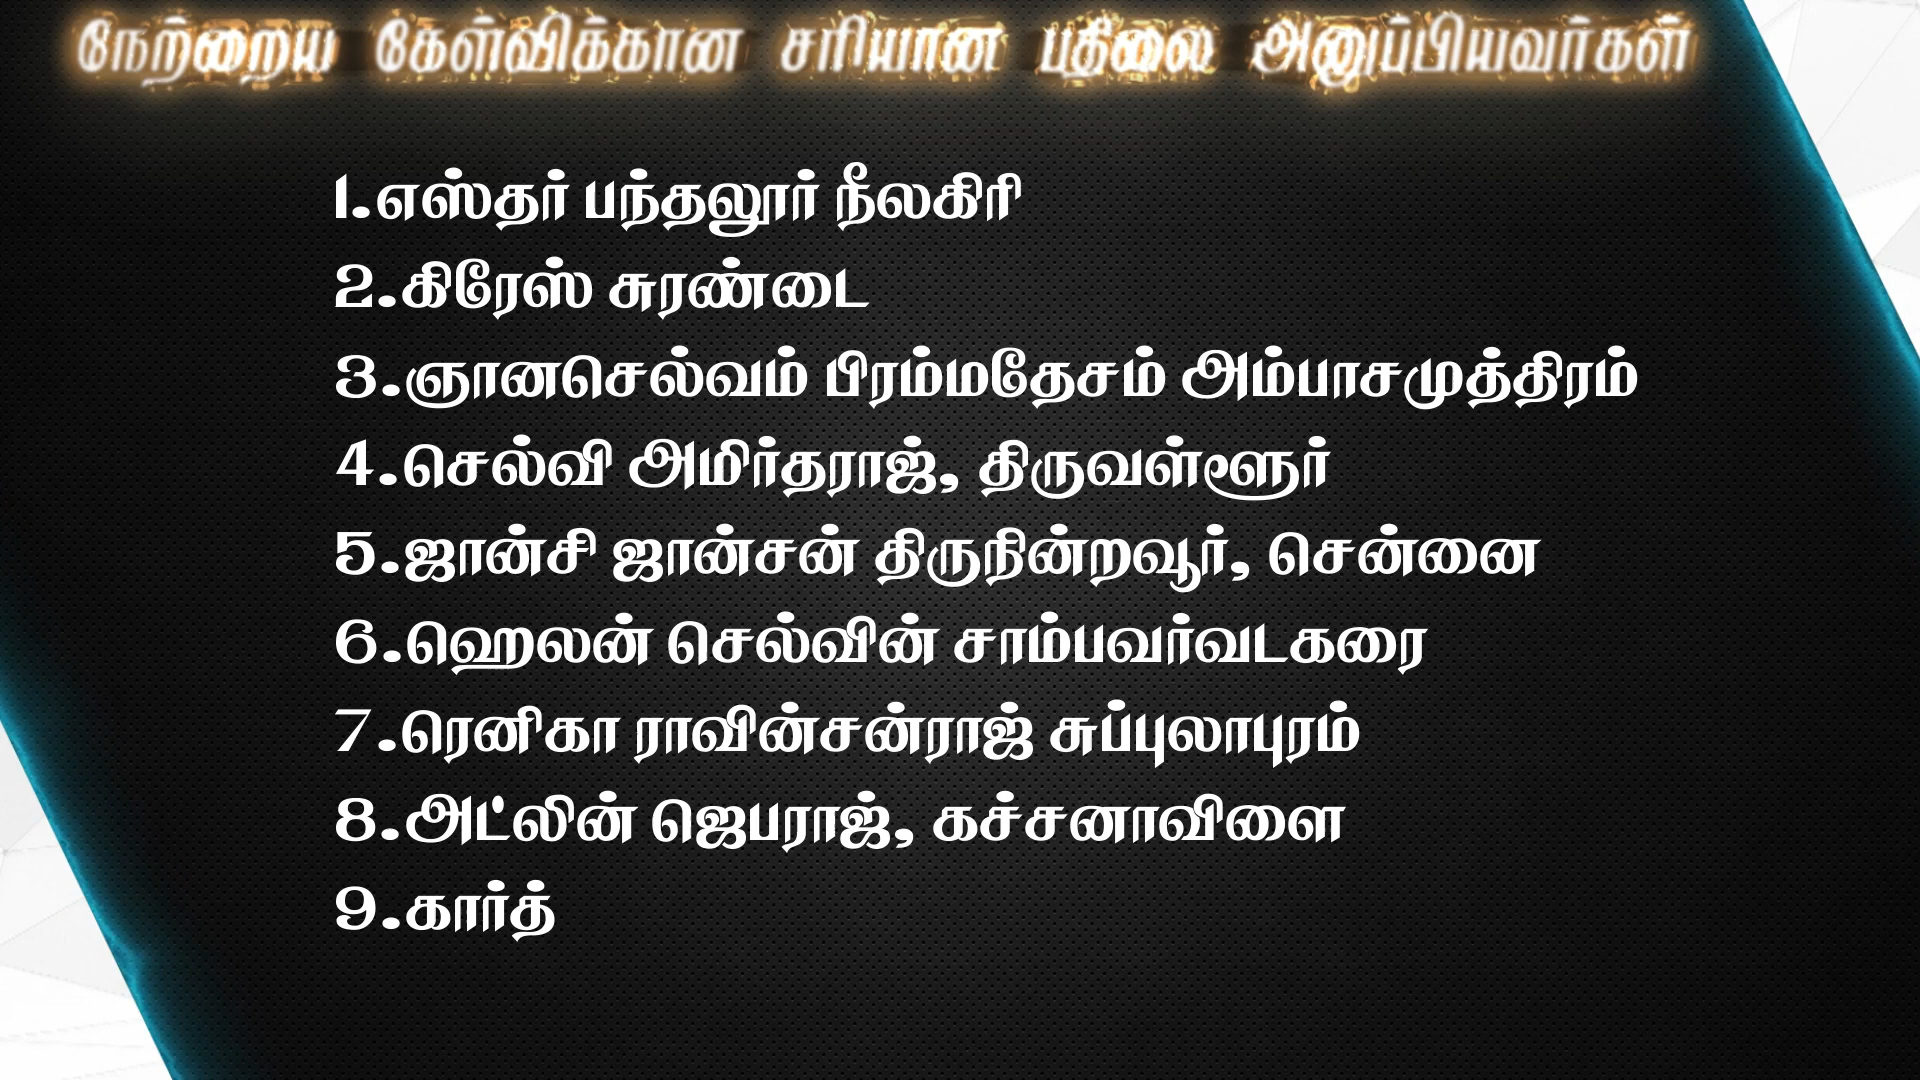 நேற்றைய கேள்விக்கான சரியான பதிலை அனுப்பியவர்கள்
1.எஸ்தர் பந்தலூர் நீலகிரி
2.கிரேஸ் சுரண்டை
3.ஞானசெல்வம் பிரம்மதேசம் அம்பாசமுத்திரம்
4.செல்வி அமிர்தராஜ், திருவள்ளூர்
5.ஜான்சி ஜான்சன் திருநின்றவூர், சென்னை
6.ஹெலன் செல்வின் சாம்பவர்வடகரை
7.ரெனிகா ராவின்சன்ராஜ் சுப்புலாபுரம்
8.அட்லின் ஜெபராஜ், கச்சனாவிளை
9.கார்த்